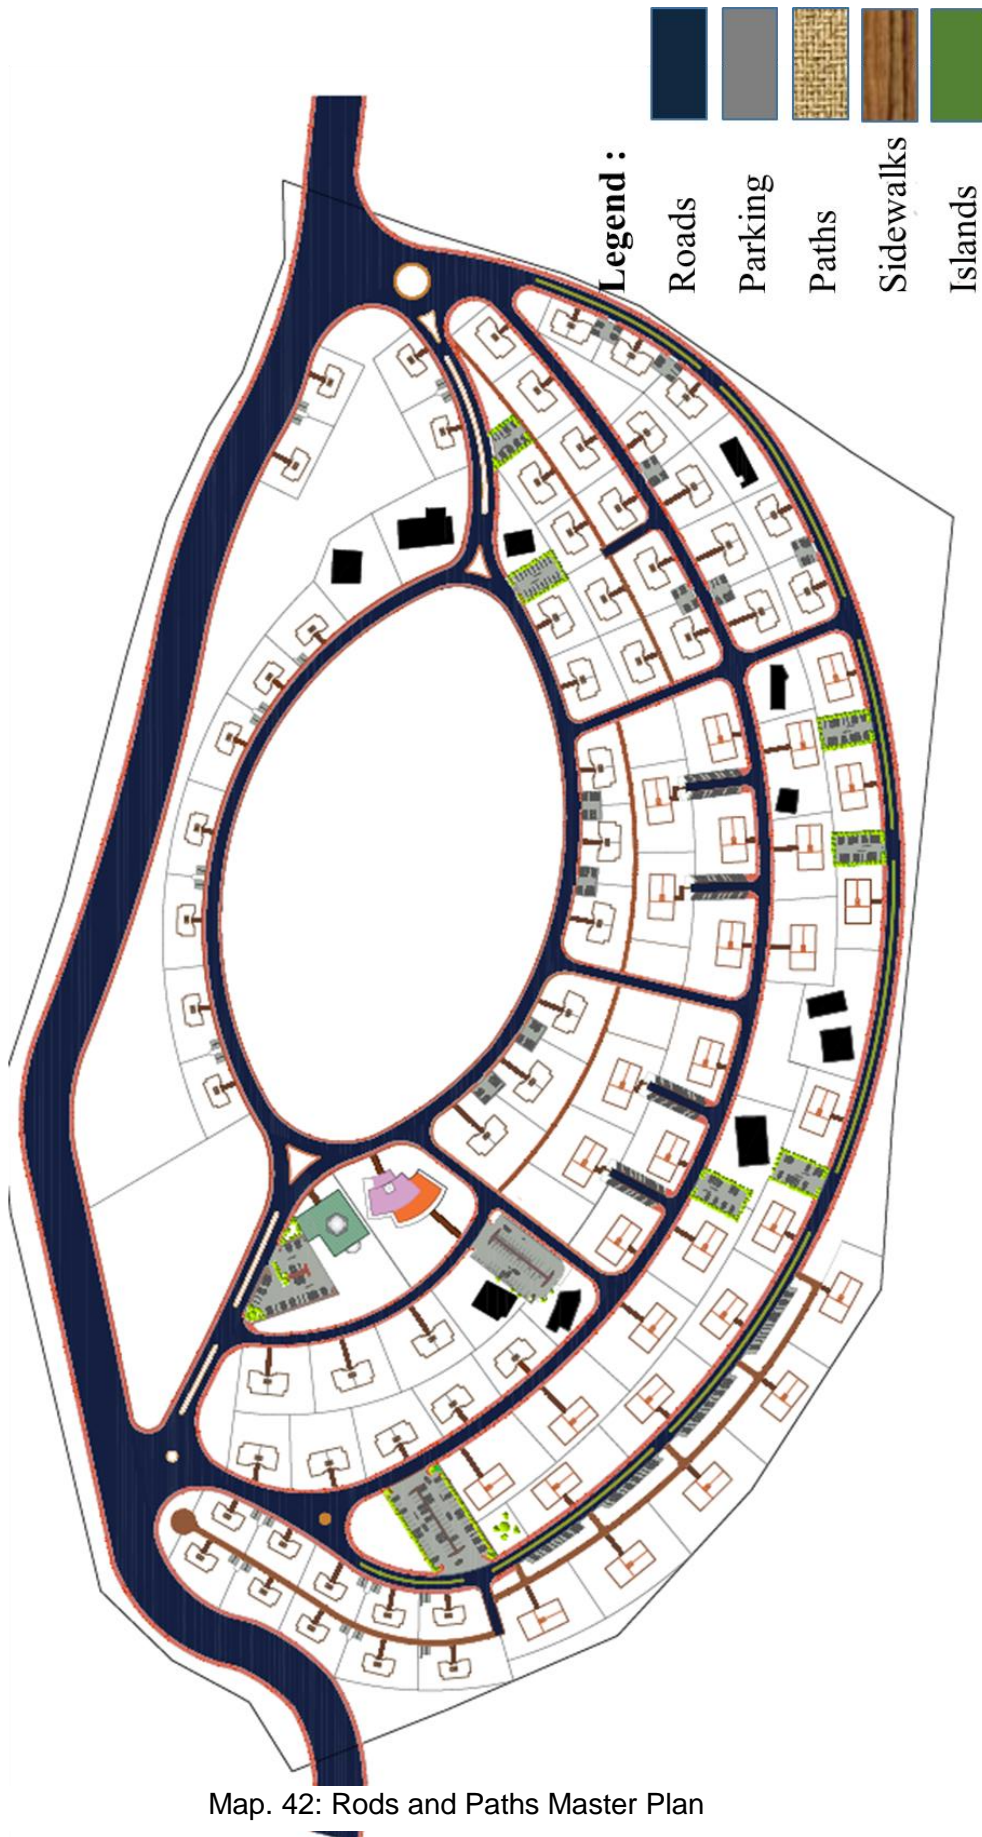 Legend :
Roads
Parking
Paths
Sidewalks
Islands
Map. 42: Rods and Paths Master Plan